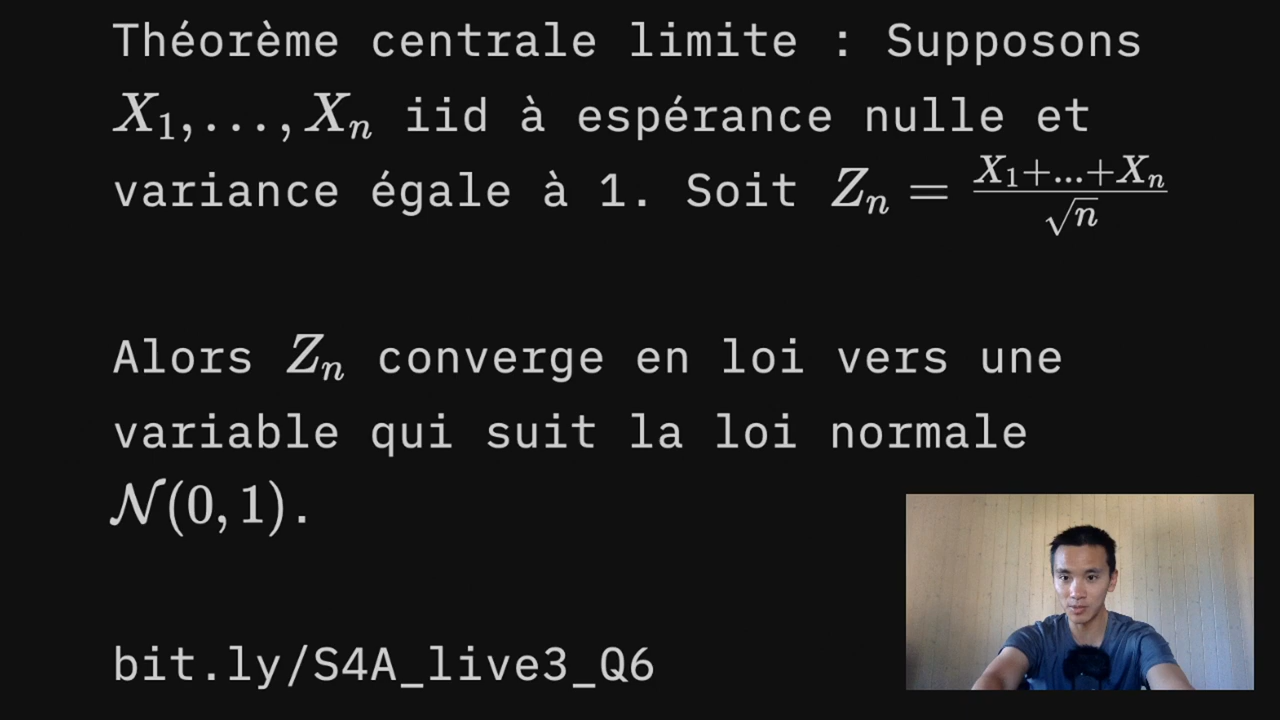 Théorème centrale limite : Supposons
X₁,...,Xₙ iid à espérance nulle et
variance égale à 1. Soit Zₙ = (X₁+...+Xₙ)/√n
Alors Zₙ converge en loi vers une
variable qui suit la loi normale
𝒩(0,1).
bit.ly/S4A_live3_Q6